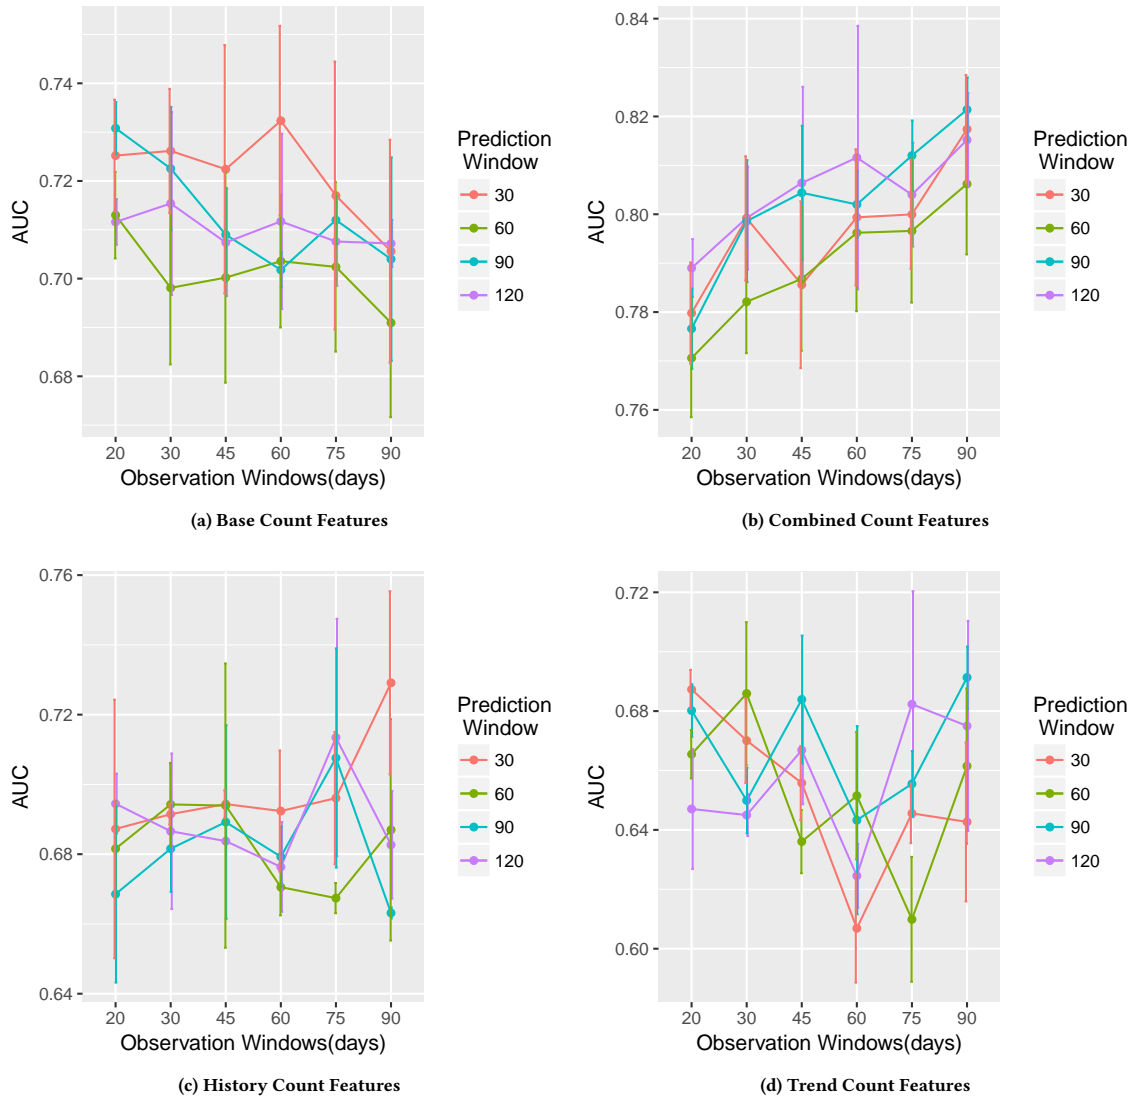 0.74
0.72
0.70
0.68
AUC
20 30 45 60 75 90
Observation Windows(days)
Prediction
Window
30
60
90
120
(a) Base Count Features
0.84
0.82
0.80
0.78
0.76
AUC
20 30 45 60 75 90
Observation Windows(days)
Prediction
Window
30
60
90
120
(b) Combined Count Features
0.76
0.72
0.68
0.64
AUC
20 30 45 60 75 90
Observation Windows(days)
Prediction
Window
30
60
90
120
(c) History Count Features
0.72
0.68
0.64
0.60
AUC
20 30 45 60 75 90
Observation Windows(days)
Prediction
Window
30
60
90
120
(d) Trend Count Features